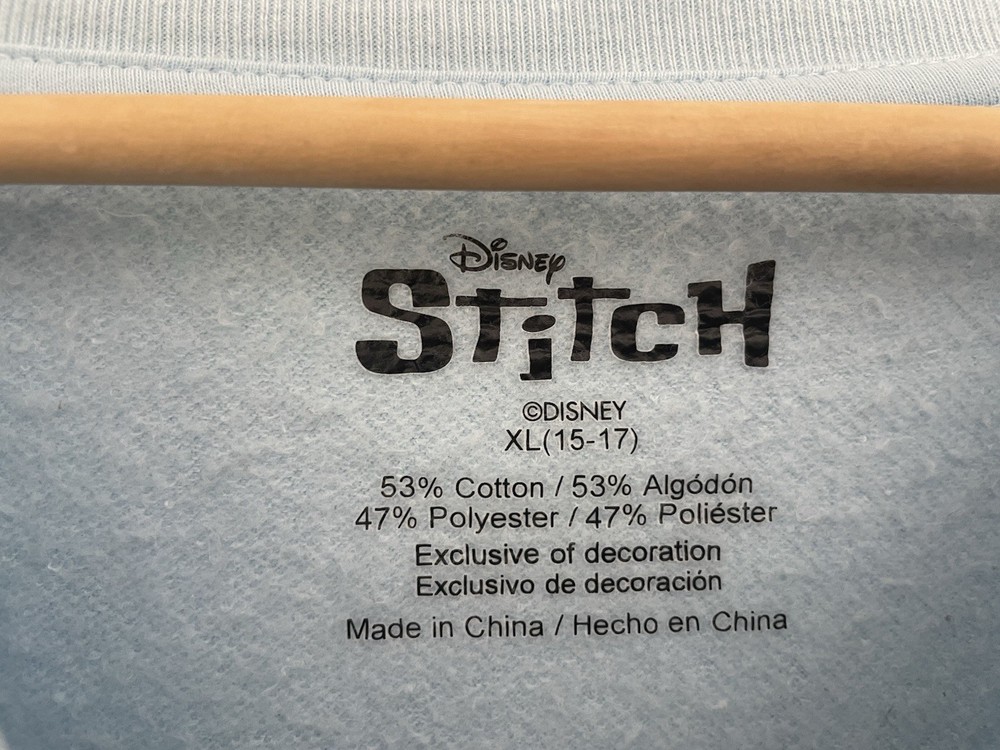 Disney
Stitch
©DISNEY
XL(15-17)
53% Cotton / 53% Algódón
47% Polyester / 47% Poliéster
Exclusive of decoration
Exclusivo de decoración
Made in China / Hecho en China